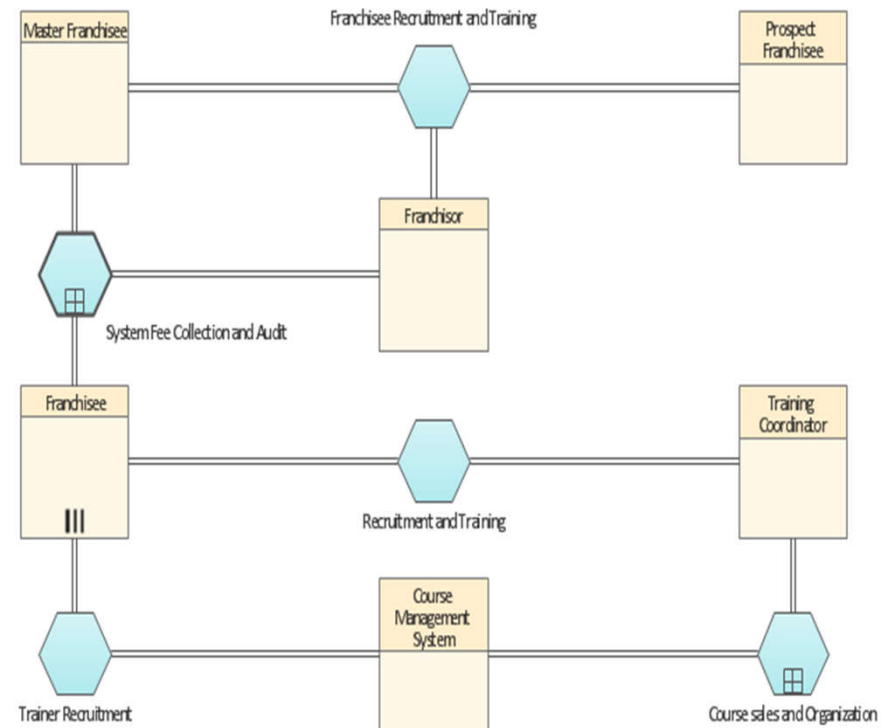 Franchisee Recruitment and Training
Master Franchisee
Prospect
Franchisee
Franchisor
System Fee Collection and Audit
Franchisee
Training
Coordinator
Recruitment and Training
Course
Management
System
Trainer Recruitment
Course sales and Organization